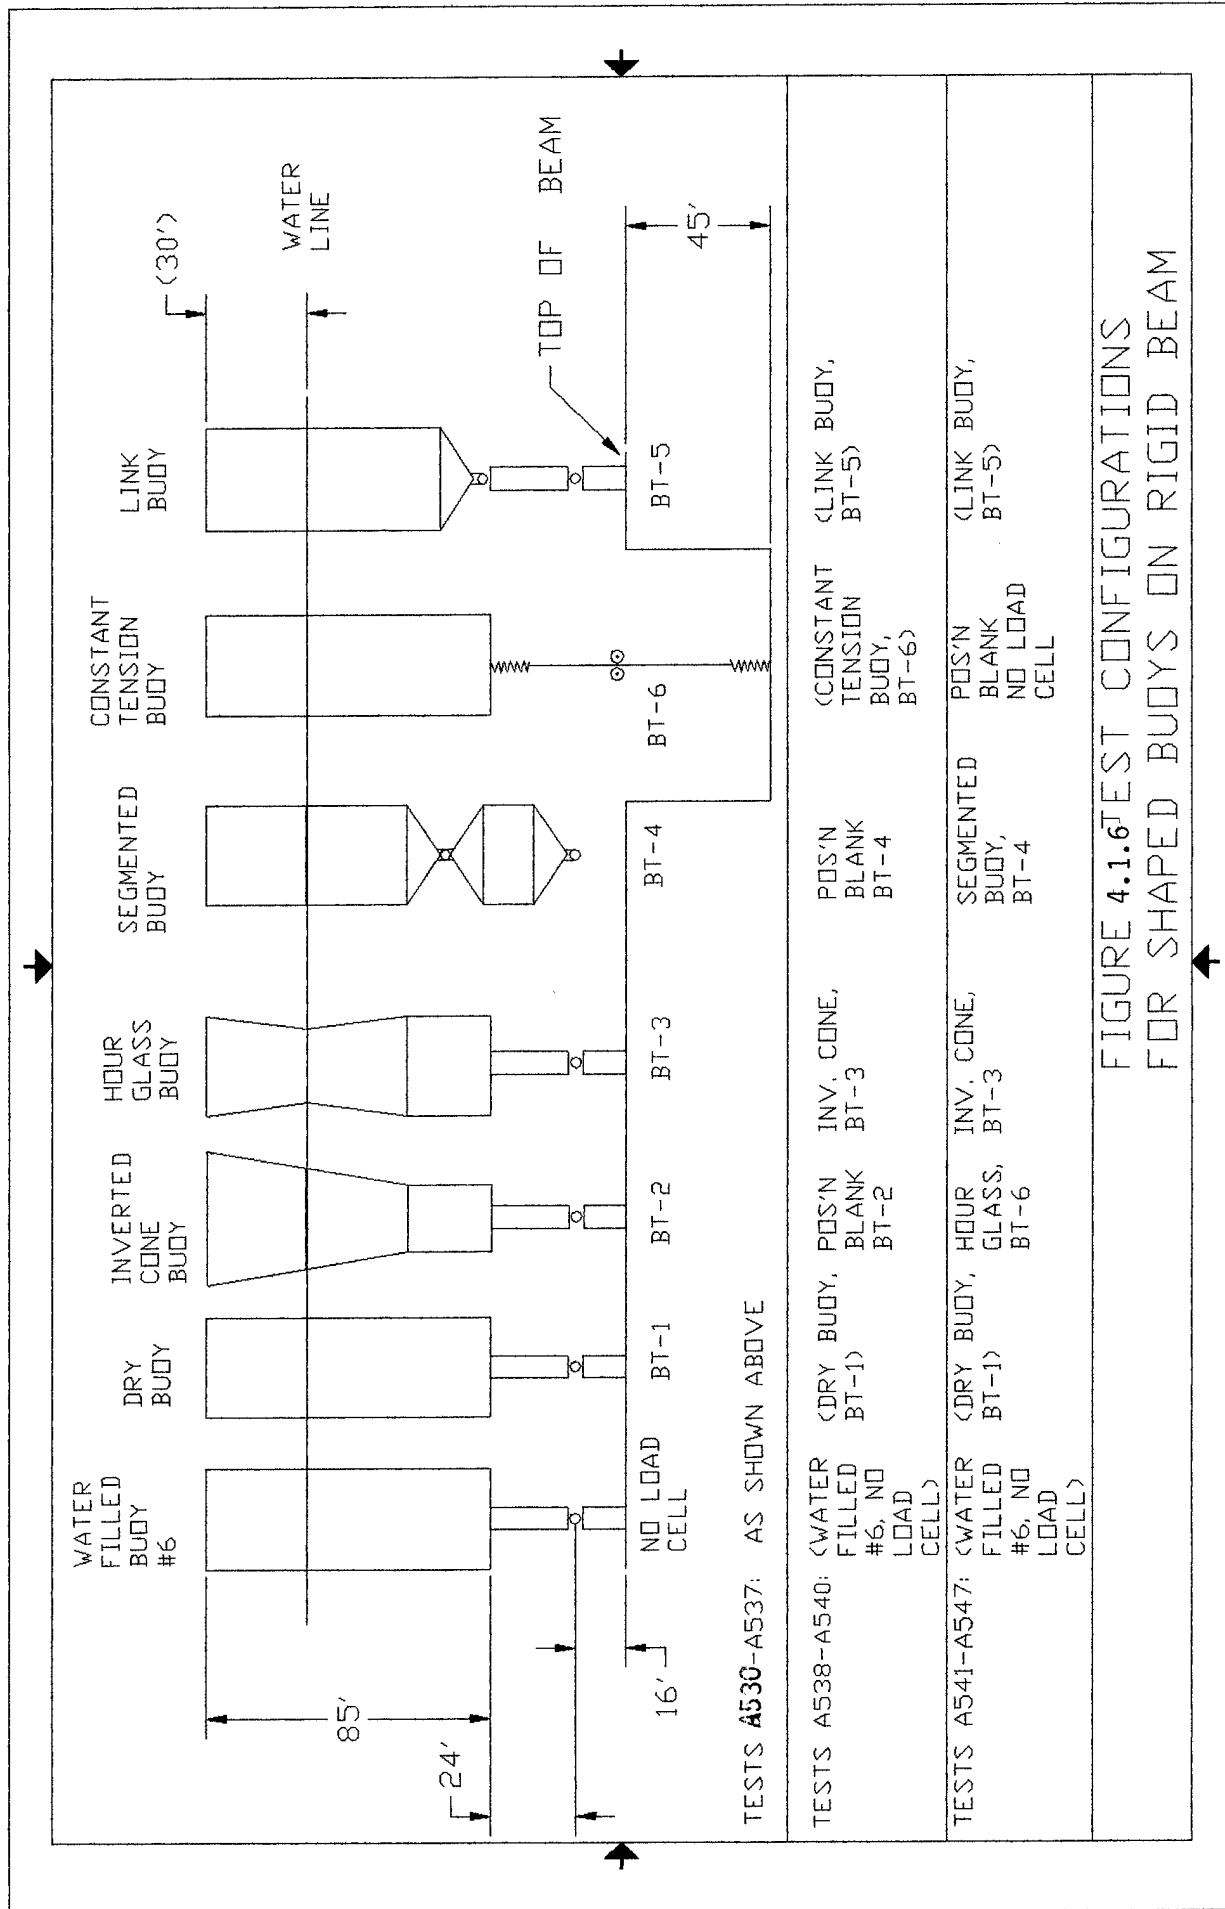 WATER
FILLED
BUOY
#6
DRY
BUOY
INVERTED
CONE
BUOY
HOUR
GLASS
BUOY
SEGMENTED
BUOY
CONSTANT
TENSION
BUOY
LINK
BUOY
(30')
WATER
LINE
85'
24'
16'
NO LOAD
CELL
BT-1
BT-2
BT-3
BT-4
BT-6
BT-5
TOP OF BEAM
45'
TESTS A530-A537: AS SHOWN ABOVE
TESTS A538-A540:
(WATER
FILLED
#6, NO
LOAD
CELL)
(DRY BUOY,
BT-1)
POS'N
BLANK
BT-2
INV. CONE,
BT-3
POS'N
BLANK
BT-4
(CONSTANT
TENSION
BUOY,
BT-6)
(LINK BUOY,
BT-5)
TESTS A541-A547:
(WATER
FILLED
#6, NO
LOAD
CELL)
(DRY BUOY,
BT-1)
HOUR
GLASS,
BT-6
INV. CONE,
BT-3
SEGMENTED
BUOY,
BT-4
POS'N
BLANK
NO LOAD
CELL
(LINK BUOY,
BT-5)
FIGURE 4.1.6 TEST CONFIGURATIONS
FOR SHAPED BUOYS ON RIGID BEAM